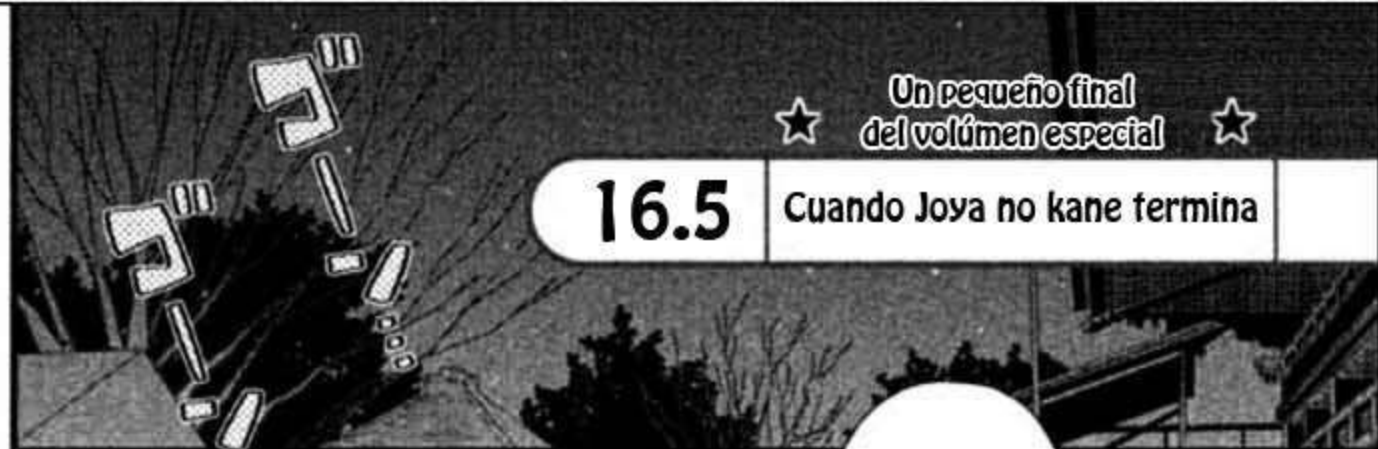 Un pequeño final
del volúmen especial
16.5
Cuando Joya no kane termina
ゴーン...
ゴーン